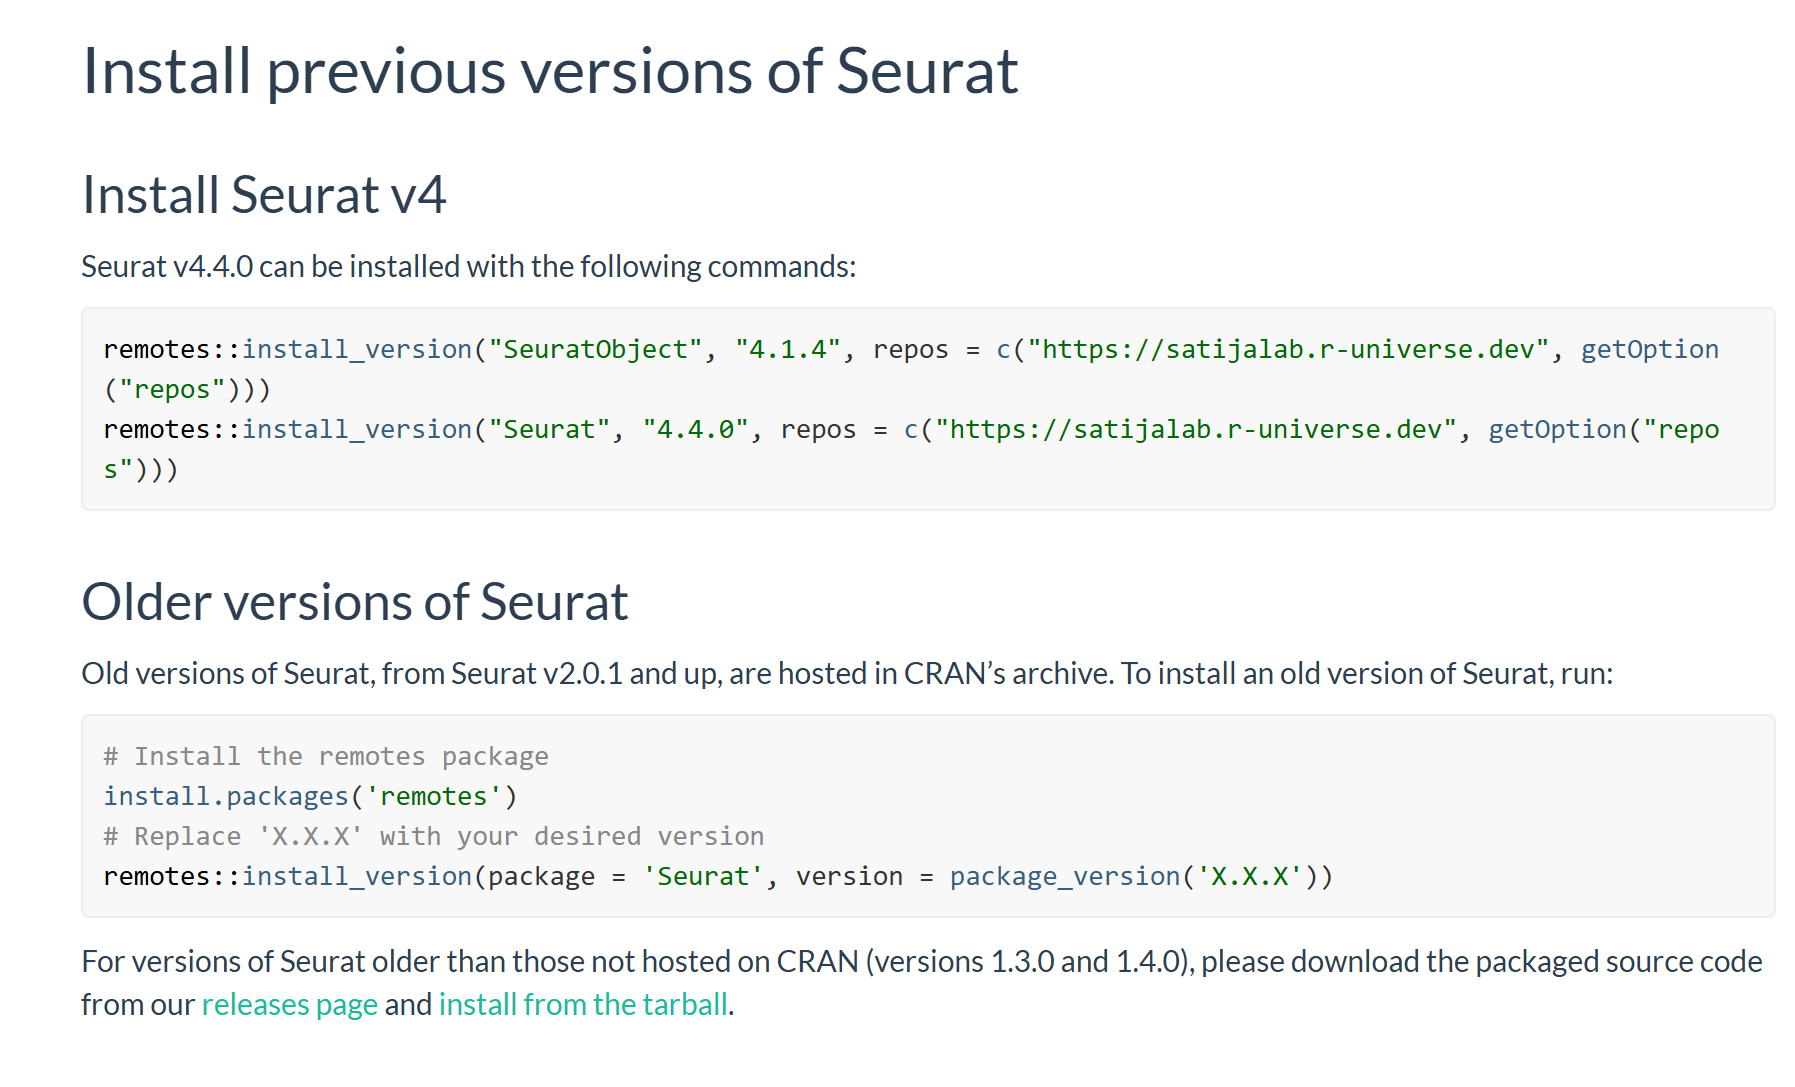 Install previous versions of Seurat
Install Seurat v4
Seurat v4.4.0 can be installed with the following commands:
remotes::install_version("SeuratObject", "4.1.4", repos = c("https://satijalab.r-universe.dev", getOption
("repos")))
remotes::install_version("Seurat", "4.4.0", repos = c("https://satijalab.r-universe.dev", getOption("repo
s")))
Older versions of Seurat
Old versions of Seurat, from Seurat v2.0.1 and up, are hosted in CRAN’s archive. To install an old version of Seurat, run:
# Install the remotes package
install.packages('remotes')
# Replace 'X.X.X' with your desired version
remotes::install_version(package = 'Seurat', version = package_version('X.X.X'))
For versions of Seurat older than those not hosted on CRAN (versions 1.3.0 and 1.4.0), please download the packaged source code
from our releases page and install from the tarball.